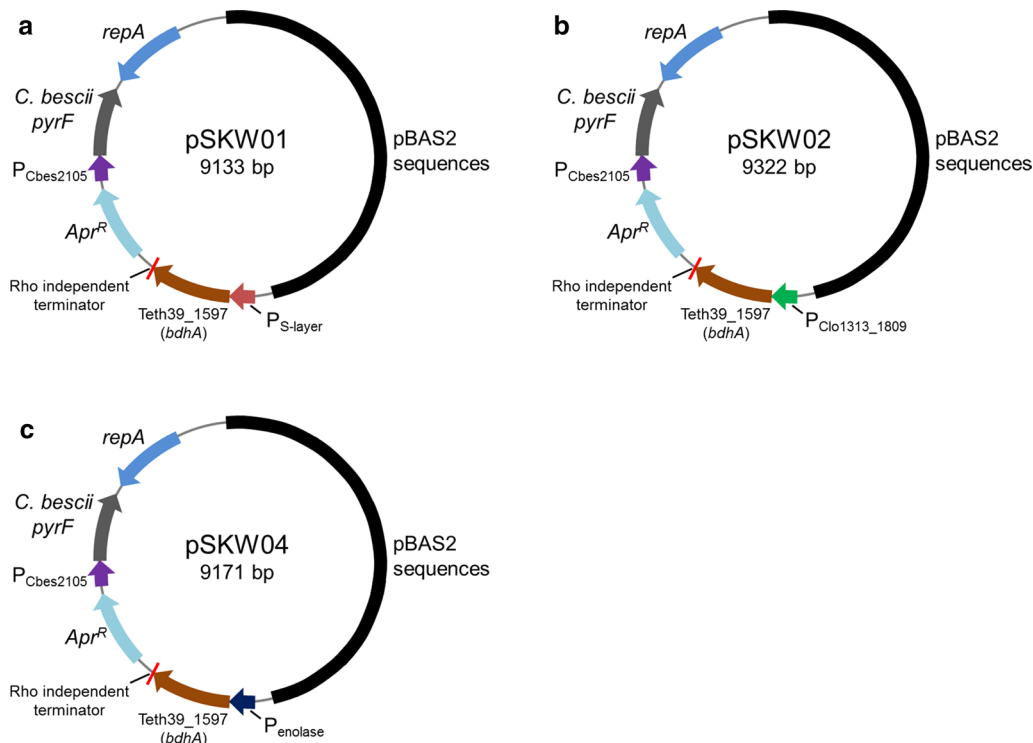 a
repA
C. bescii
pyrF
pSKW01
9133 bp
pBAS2
sequences
PCbes2105
AprR
Rho independent
terminator
Teth39_1597
(bdhA)
PS-layer
b
repA
C. bescii
pyrF
pSKW02
9322 bp
pBAS2
sequences
PCbes2105
AprR
Rho independent
terminator
Teth39_1597
(bdhA)
PClo1313_1809
c
repA
C. bescii
pyrF
pSKW04
9171 bp
pBAS2
sequences
PCbes2105
AprR
Rho independent
terminator
Teth39_1597
(bdhA)
Penolase